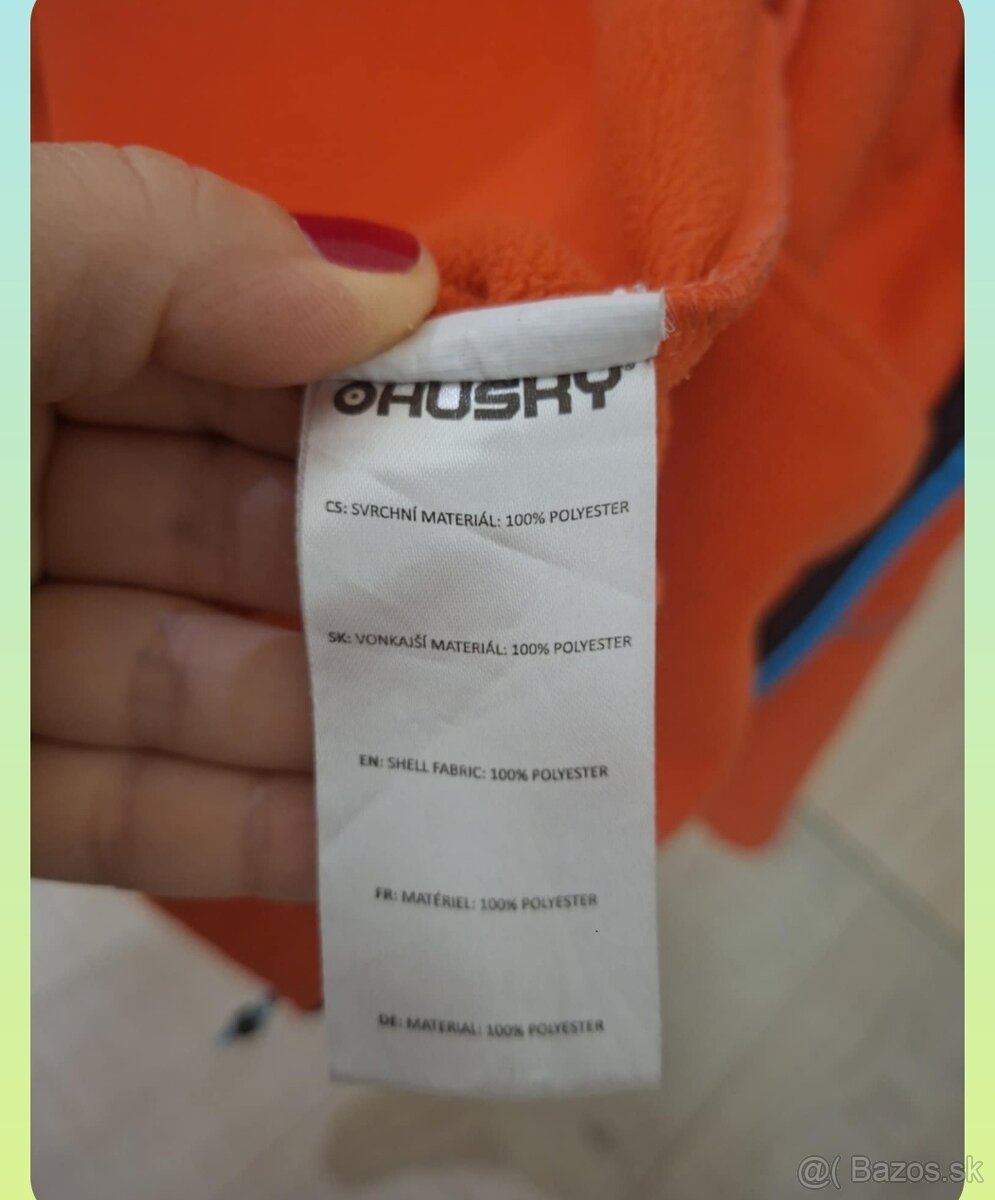 HUSKY
CS: SVRCHNÍ MATERIÁL: 100% POLYESTER
SK: VONKAJŠÍ MATERIÁL: 100% POLYESTER
EN: SHELL FABRIC: 100% POLYESTER
FR: MATÉRIEL: 100% POLYESTER
DE: MATERIAL: 100% POLYESTER
@( Bazos.sk